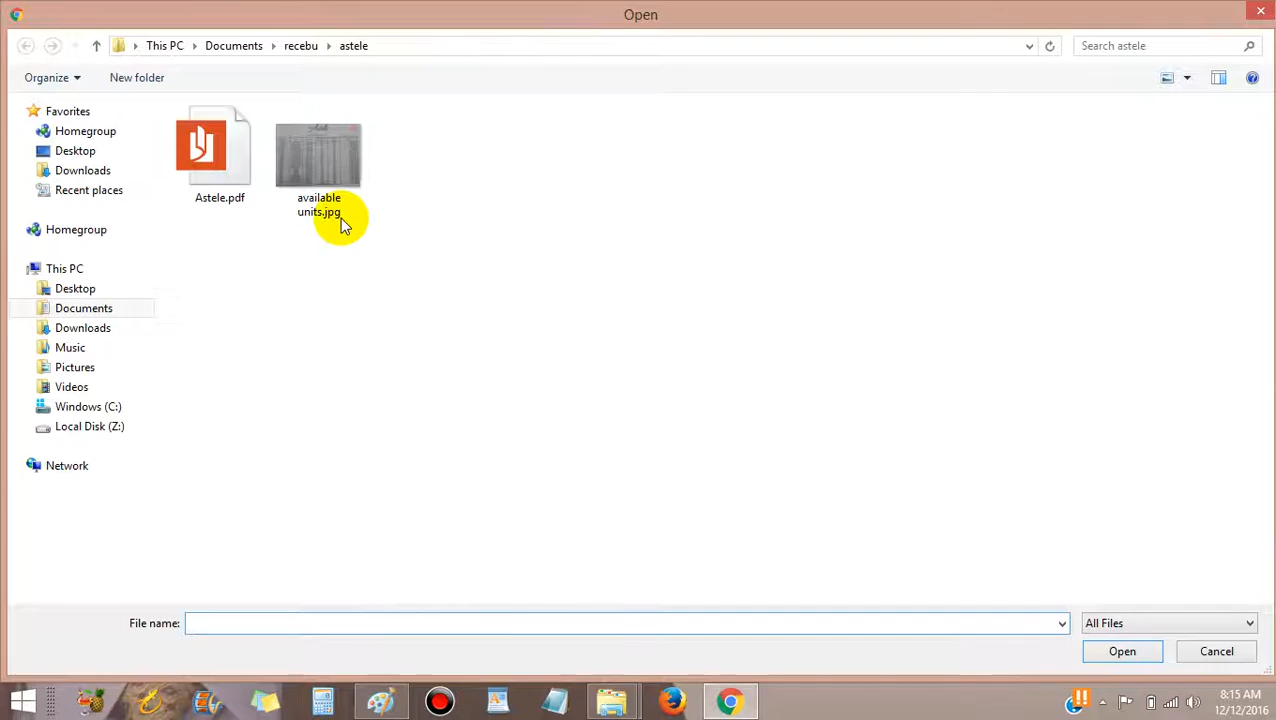 Open
This PC
Documents
recebu
astele
Search astele
Organize
New folder
Favorites
Homegroup
Desktop
Downloads
Recent places
Homegroup
This PC
Desktop
Documents
Downloads
Music
Pictures
Videos
Windows (C:)
Local Disk (Z:)
Network
Astele.pdf
available
units.jpg
File name:
All Files
Open
Cancel
8:15 AM
12/12/2016